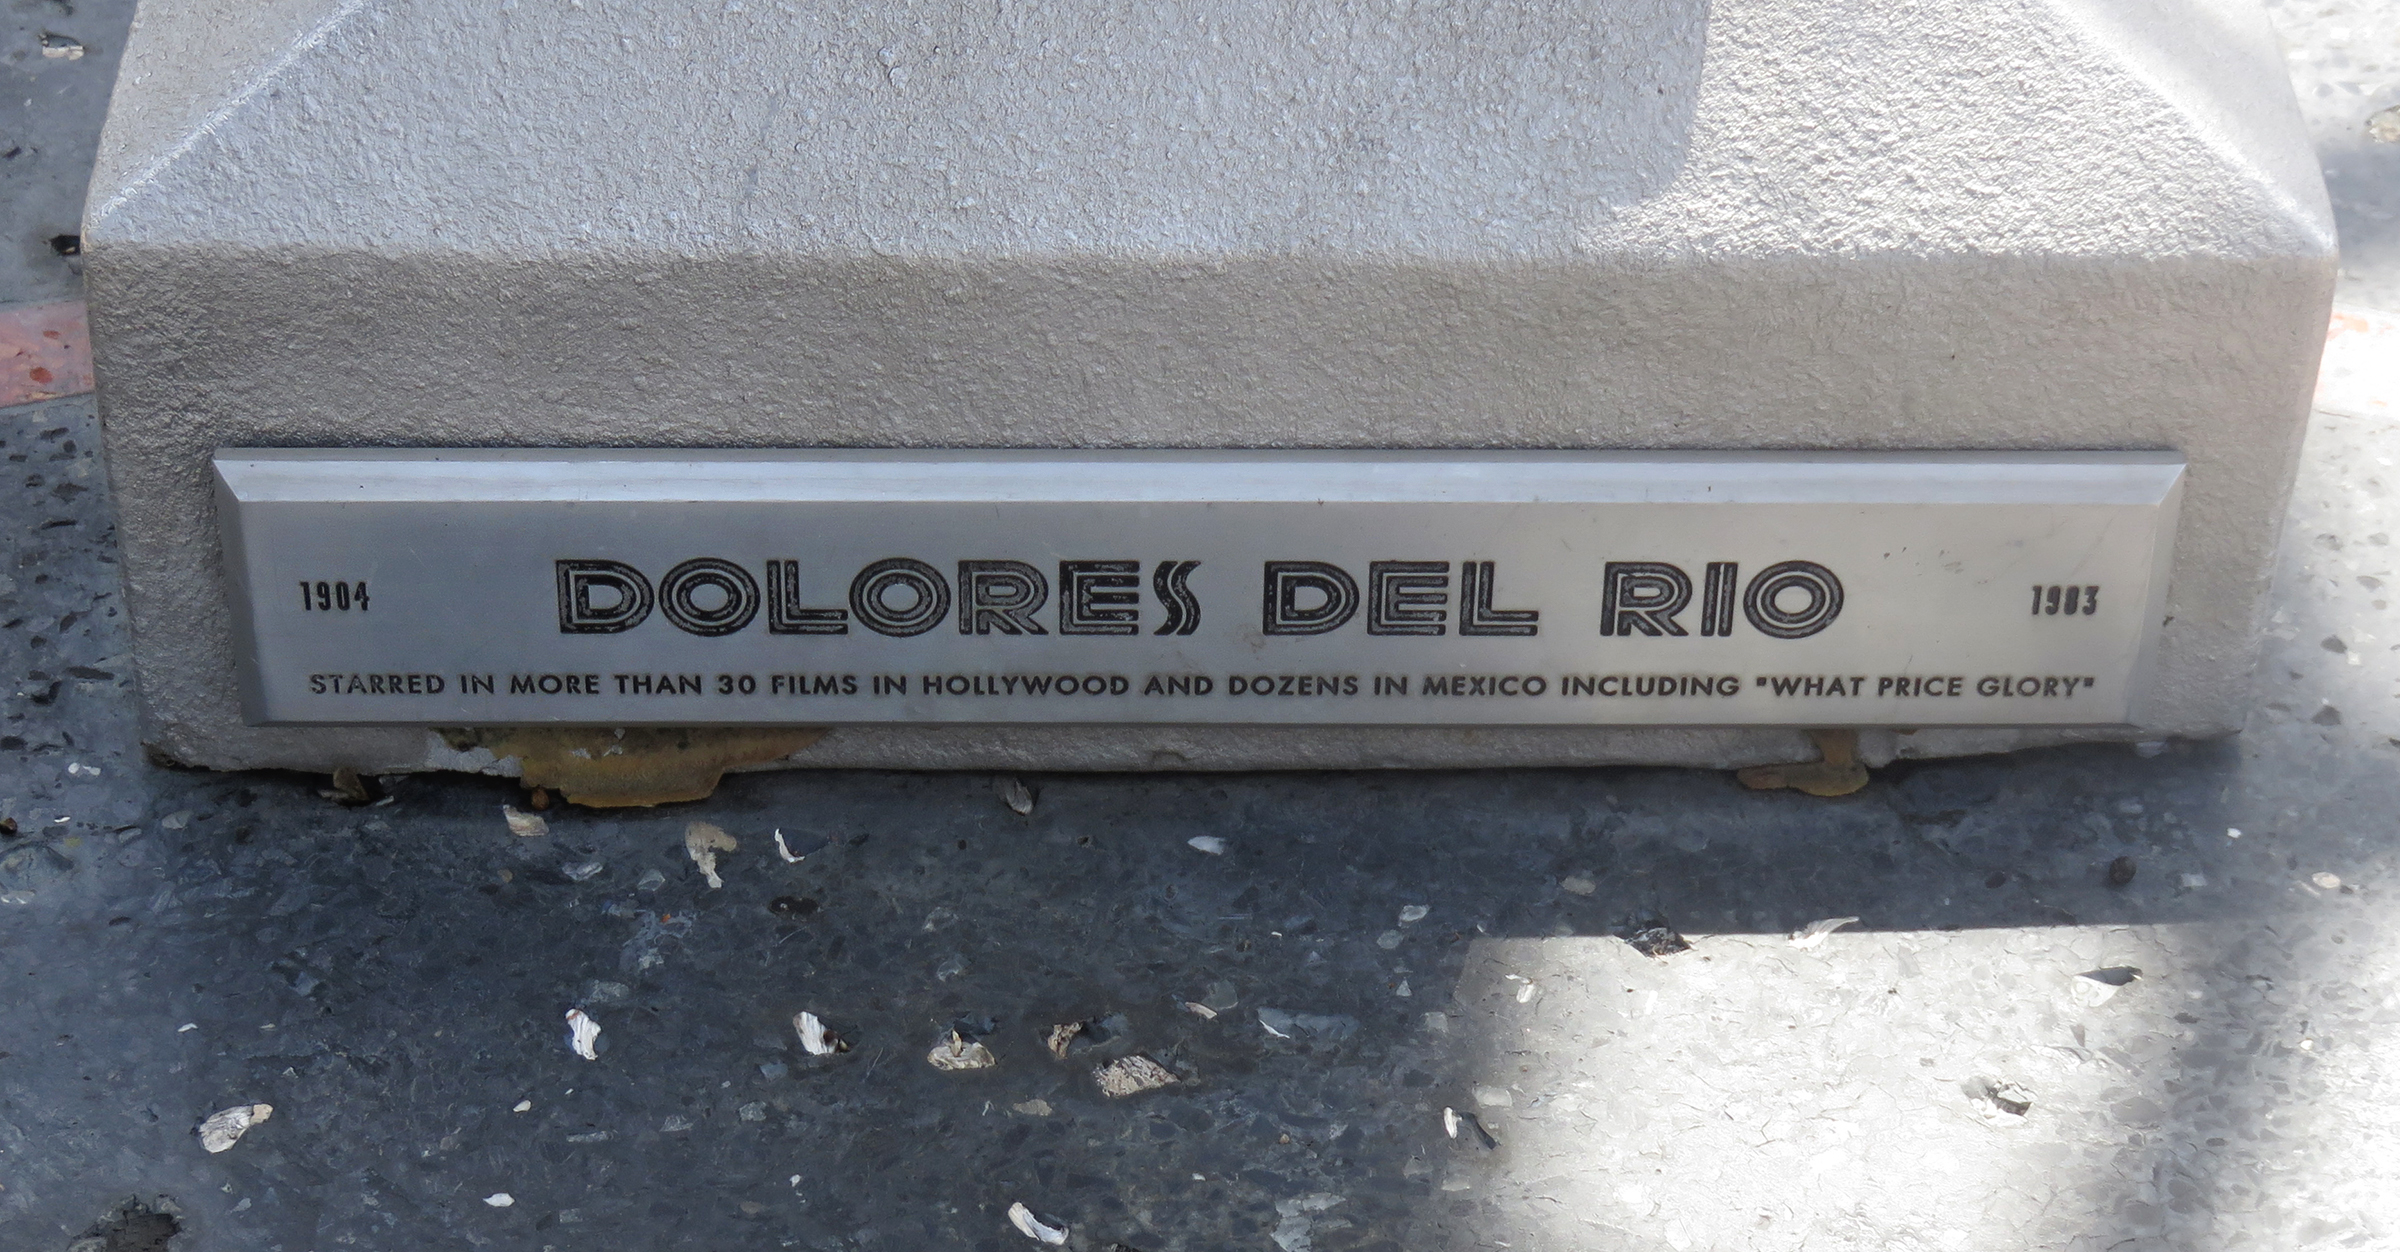 1904 DOLORES DEL RIO 1983
STARRED IN MORE THAN 30 FILMS IN HOLLYWOOD AND DOZENS IN MEXICO INCLUDING "WHAT PRICE GLORY"